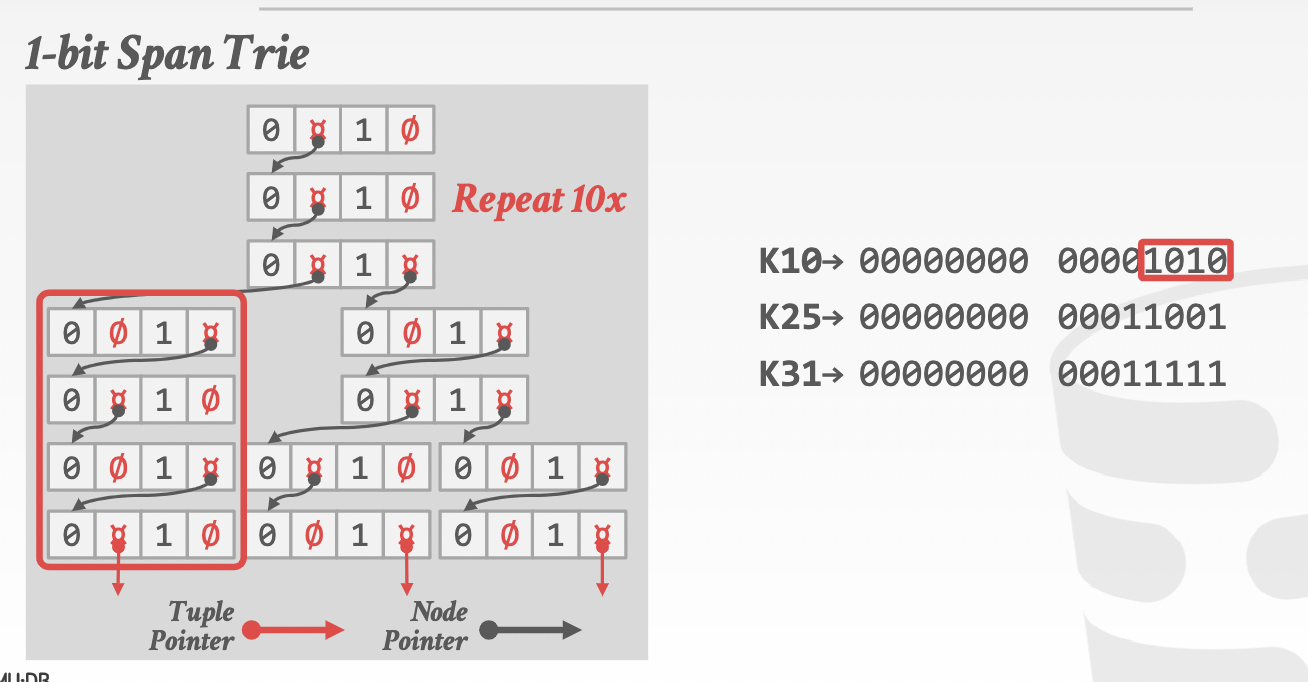 1-bit Span Trie
0 ¤ 1 Ø
0 ¤ 1 Ø Repeat 10x
0 ¤ 1 ¤
0 Ø 1 ¤ 0 Ø 1 ¤
0 ¤ 1 Ø 0 ¤ 1 ¤
0 Ø 1 ¤ 0 ¤ 1 Ø 0 Ø 1 ¤
0 ¤ 1 Ø 0 Ø 1 ¤ 0 Ø 1 ¤
Tuple
Pointer
Node
Pointer
K10→ 00000000 00001010
K25→ 00000000 00011001
K31→ 00000000 00011111